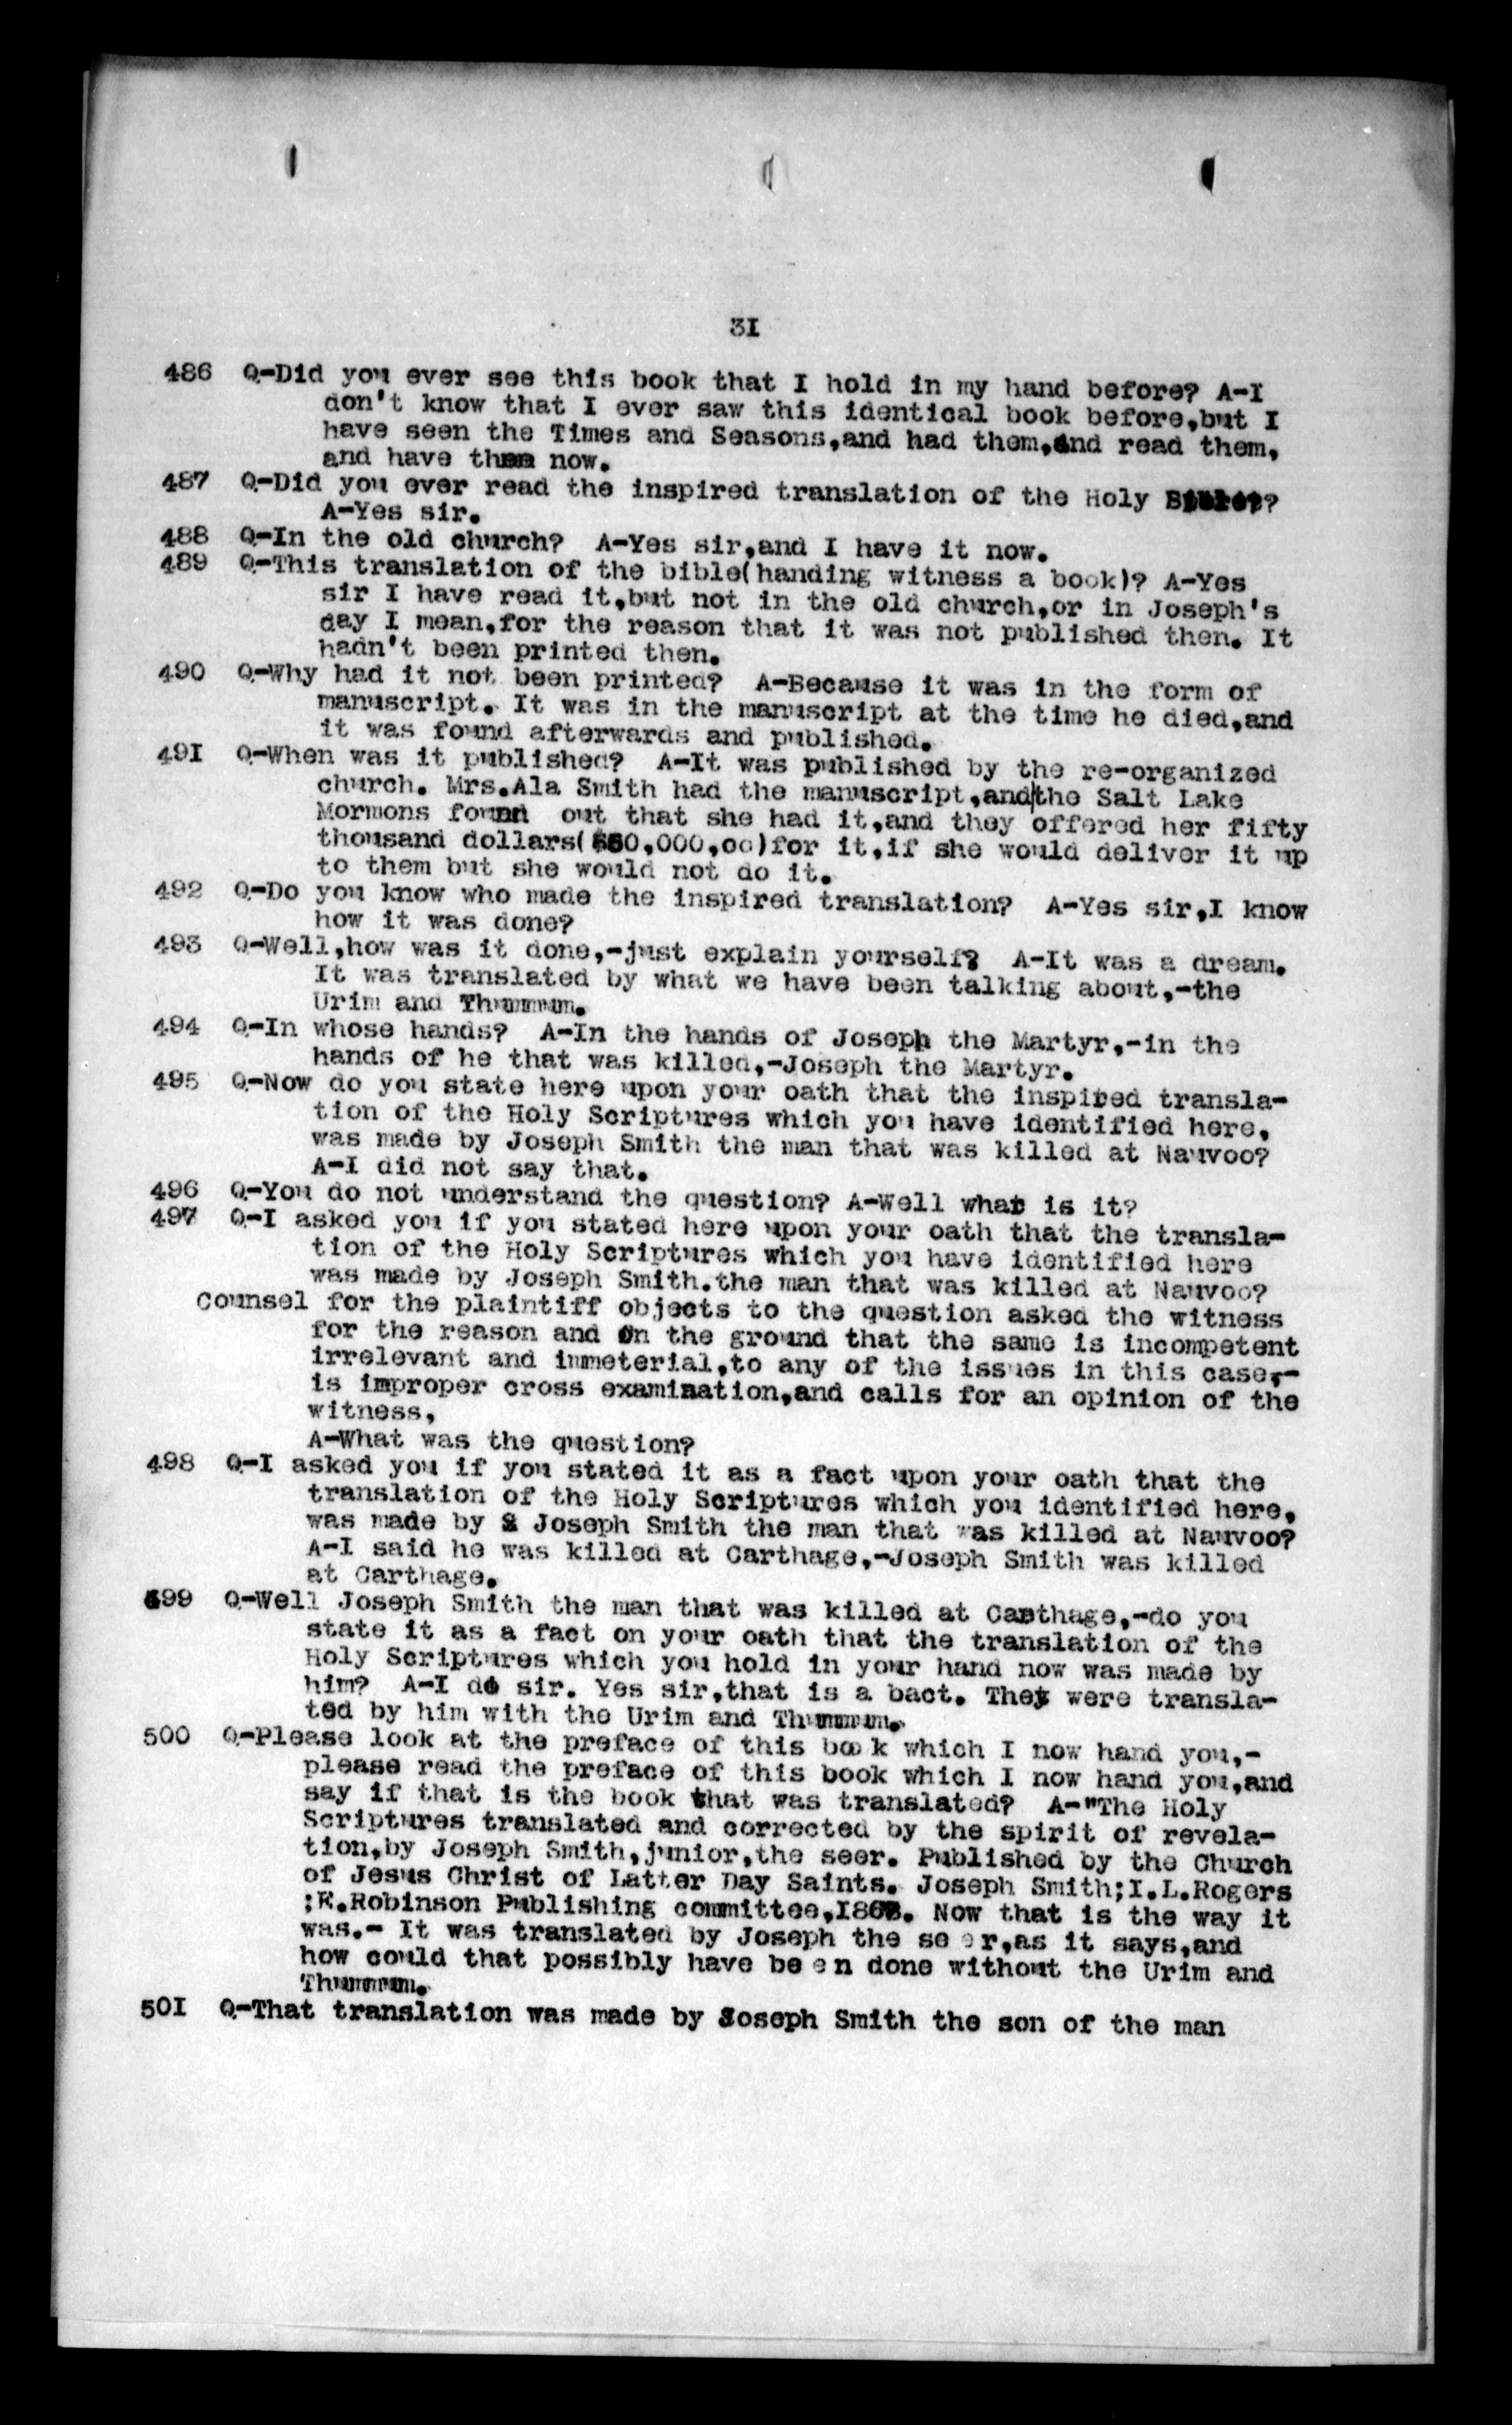 31
486 Q-Did you ever see this book that I hold in my hand before? A-I
don't know that I ever saw this identical book before,but I
have seen the Times and Seasons,and had them,and read them,
and have them now.
487 Q-Did you ever read the inspired translation of the Holy Bible?
A-Yes sir.
488 Q-In the old church? A-Yes sir,and I have it now.
489 Q-This translation of the bible(handing witness a book)? A-Yes
sir I have read it,but not in the old church,or in Joseph's
day I mean,for the reason that it was not published then. It
hadn't been printed then.
490 Q-Why had it not been printed? A-Because it was in the form of
manuscript. It was in the manuscript at the time he died,and
it was found afterwards and published.
491 Q-When was it published? A-It was published by the re-organized
church. Mrs.Ala Smith had the manuscript,and the Salt Lake
Mormons found out that she had it,and they offered her fifty
thousand dollars($50,000,oo)for it,if she would deliver it up
to them but she would not do it.
492 Q-Do you know who made the inspired translation? A-Yes sir,I know
how it was done?
493 Q-Well,how was it done,-just explain yourself? A-It was a dream.
It was translated by what we have been talking about,-the
Urim and Thummum.
494 Q-In whose hands? A-In the hands of Joseph the Martyr,-in the
hands of he that was killed,-Joseph the Martyr.
495 Q-Now do you state here upon your oath that the inspired transla-
tion of the Holy Scriptures which you have identified here,
was made by Joseph Smith the man that was killed at Nauvoo?
A-I did not say that.
496 Q-You do not understand the question? A-Well what is it?
497 Q-I asked you if you stated here upon your oath that the transla-
tion of the Holy Scriptures which you have identified here
was made by Joseph Smith.the man that was killed at Nauvoo?
Counsel for the plaintiff objects to the question asked the witness
for the reason and on the ground that the same is incompetent
irrelevant and immeterial,to any of the issues in this case,-
is improper cross examination,and calls for an opinion of the
witness,
A-What was the question?
498 Q-I asked you if you stated it as a fact upon your oath that the
translation of the Holy Scriptures which you identified here,
was made by Joseph Smith the man that was killed at Nauvoo?
A-I said he was killed at Carthage,-Joseph Smith was killed
at Carthage.
499 Q-Well Joseph Smith the man that was killed at Carthage,-do you
state it as a fact on your oath that the translation of the
Holy Scriptures which you hold in your hand now was made by
him? A-I do sir. Yes sir,that is a bact. They were transla-
ted by him with the Urim and Thummum.
500 Q-Please look at the preface of this book which I now hand you,-
please read the preface of this book which I now hand you,and
say if that is the book that was translated? A-"The Holy
Scriptures translated and corrected by the spirit of revela-
tion,by Joseph Smith,junior,the seer. Published by the Church
of Jesus Christ of Latter Day Saints. Joseph Smith;I.L.Rogers
;E.Robinson Publishing committee,1867. Now that is the way it
was.- It was translated by Joseph the seer,as it says,and
how could that possibly have been done without the Urim and
Thummum.
501 Q-That translation was made by Joseph Smith the son of the man